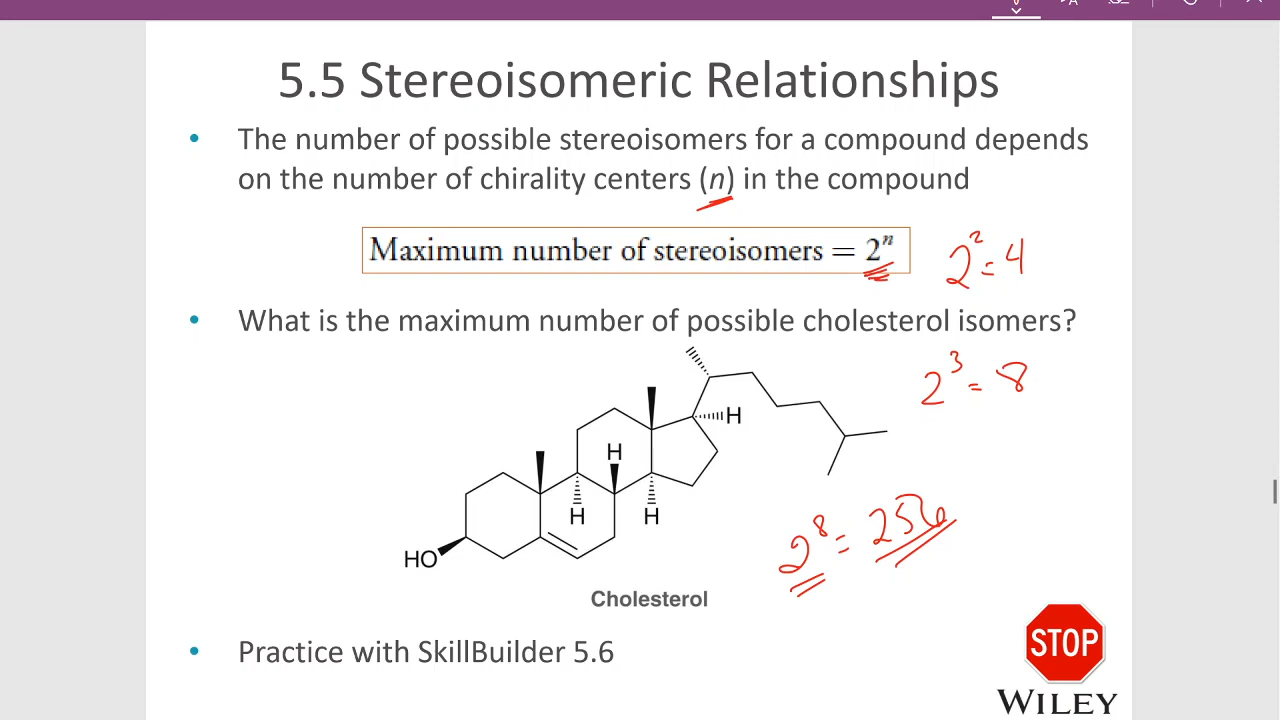 5.5 Stereoisomeric Relationships
• The number of possible stereoisomers for a compound depends
on the number of chirality centers (n) in the compound
Maximum number of stereoisomers = 2ⁿ
2² = 4
• What is the maximum number of possible cholesterol isomers?
2³ = 8
H
H
H
H
HO
2⁸ = 256
Cholesterol
• Practice with SkillBuilder 5.6
STOP
WILEY